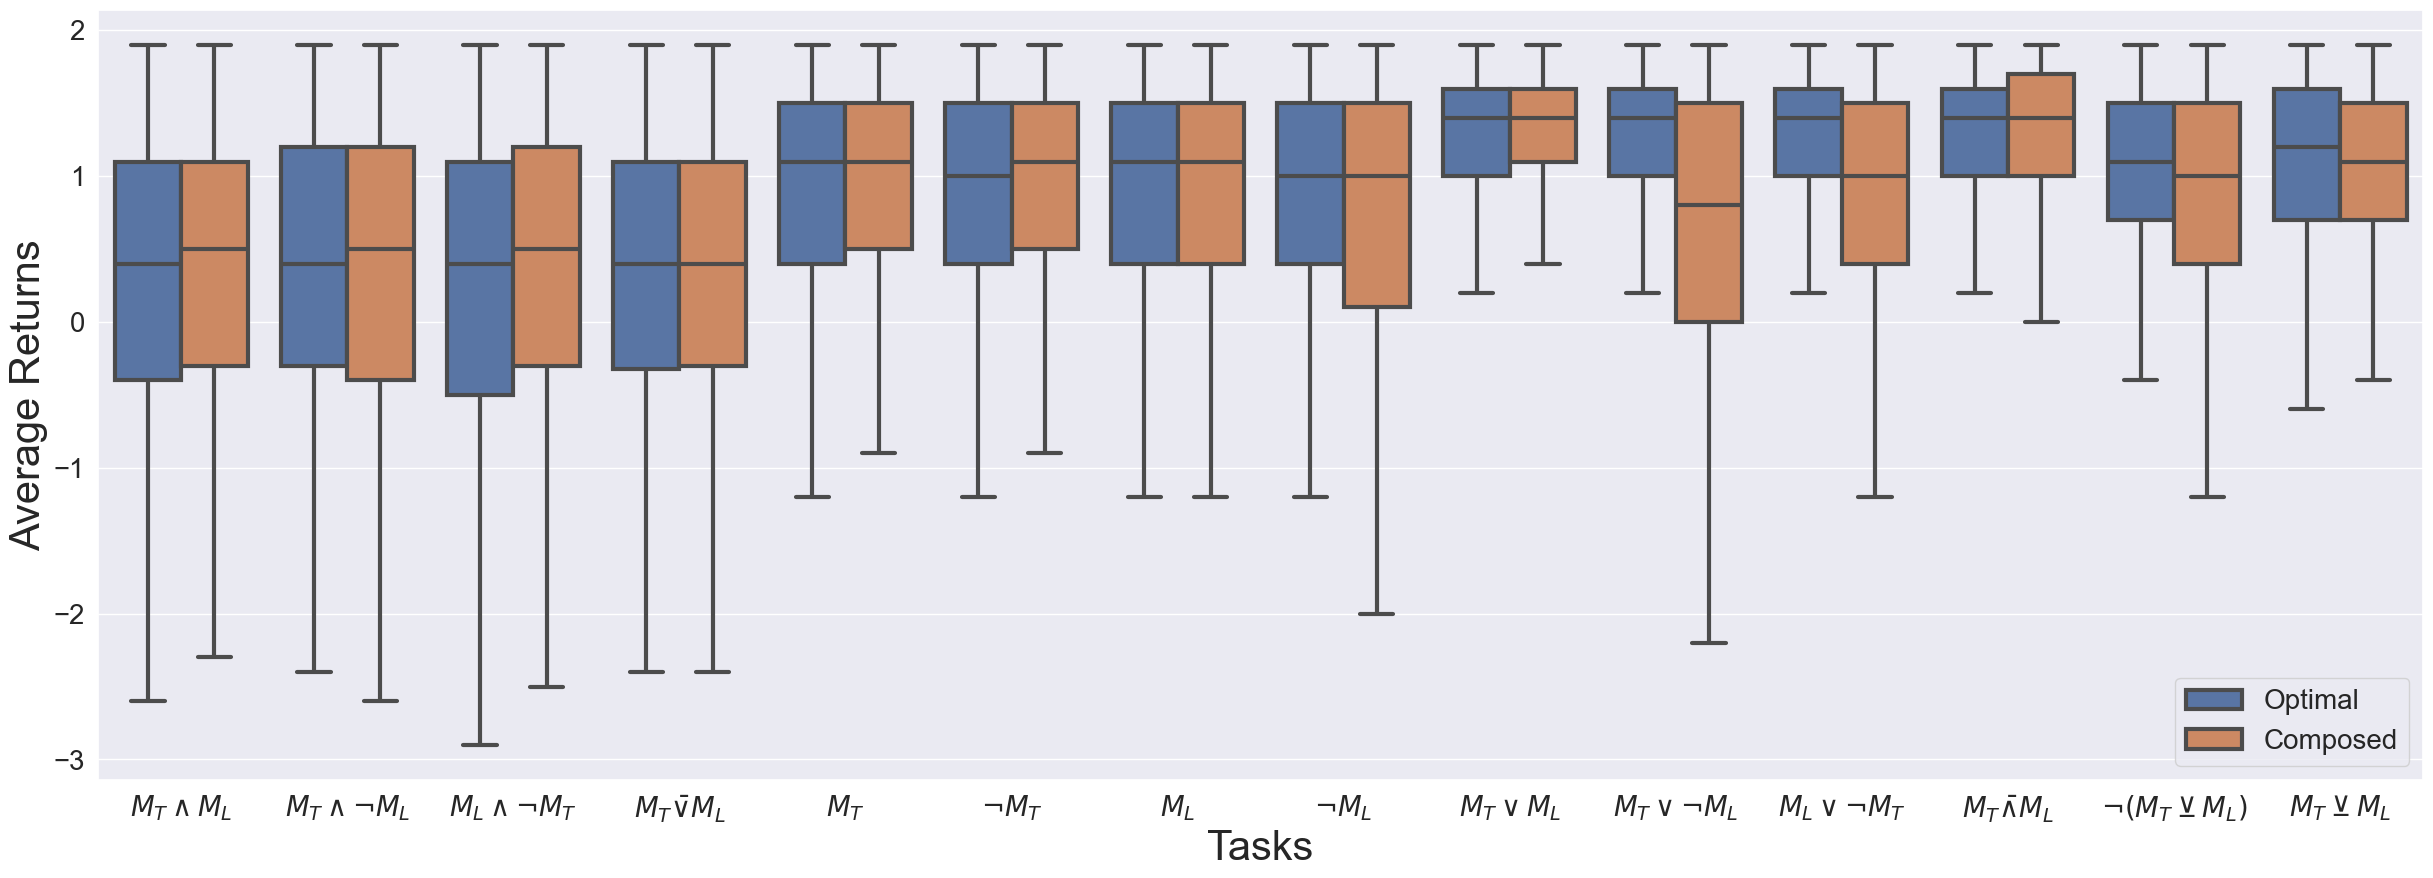 Average Returns
2
1
0
−1
−2
−3
M_T ∧ M_L
M_T ∧ ¬M_L
M_L ∧ ¬M_T
M_T ⊽ M_L
M_T
¬M_T
M_L
¬M_L
M_T ∨ M_L
M_T ∨ ¬M_L
M_L ∨ ¬M_T
M_T ⊼ M_L
¬(M_T ⊻ M_L)
M_T ⊻ M_L
Tasks
Optimal
Composed